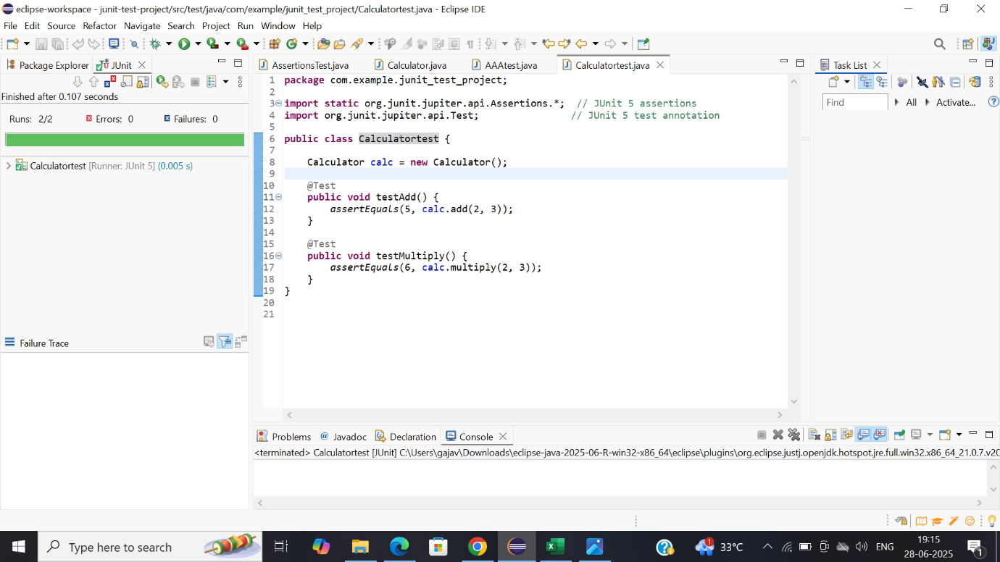 eclipse-workspace - junit-test-project/src/test/java/com/example/junit_test_project/Calculatortest.java - Eclipse IDE
File Edit Source Refactor Navigate Search Project Run Window Help
Package Explorer JUnit
Finished after 0.107 seconds
Runs: 2/2 Errors: 0 Failures: 0
Calculatortest [Runner: JUnit 5] (0.005 s)
Failure Trace
AssertionsTest.java Calculator.java AAAtest.java Calculatortest.java
1 package com.example.junit_test_project;
2
3 import static org.junit.jupiter.api.Assertions.*;  // JUnit 5 assertions
4 import org.junit.jupiter.api.Test;                // JUnit 5 test annotation
5
6 public class Calculatortest {
7
8     Calculator calc = new Calculator();
9
10     @Test
11     public void testAdd() {
12         assertEquals(5, calc.add(2, 3));
13     }
14
15     @Test
16     public void testMultiply() {
17         assertEquals(6, calc.multiply(2, 3));
18     }
19 }
20
21
Task List
Find All Activate...
Problems @ Javadoc Declaration Console
<terminated> Calculatortest [JUnit] C:\Users\gajav\Downloads\eclipse-java-2025-06-R-win32-x86_64\eclipse\plugins\org.eclipse.justj.openjdk.hotspot.jre.full.win32.x86_64_21.0.7.v20
Type here to search
1
33°C
ENG
19:15
28-06-2025
1